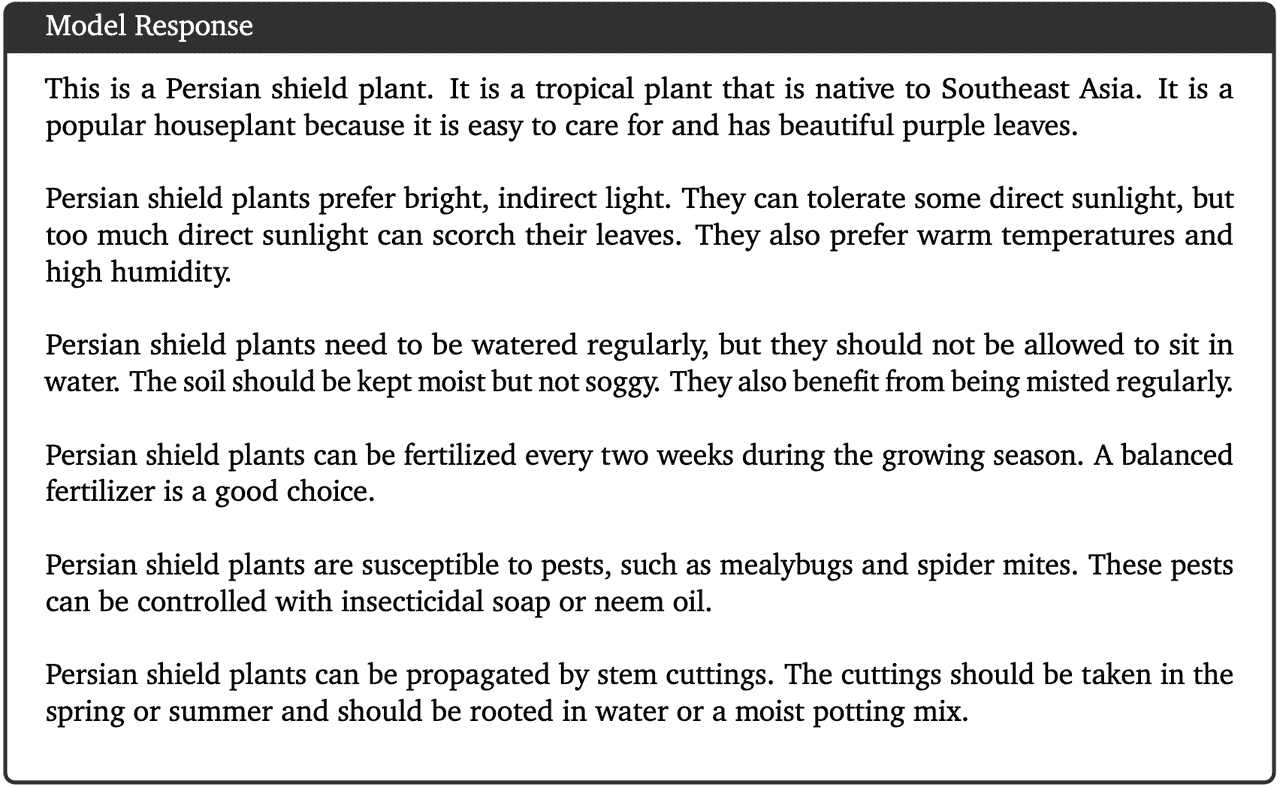 Model Response
This is a Persian shield plant. It is a tropical plant that is native to Southeast Asia. It is a
popular houseplant because it is easy to care for and has beautiful purple leaves.
Persian shield plants prefer bright, indirect light. They can tolerate some direct sunlight, but
too much direct sunlight can scorch their leaves. They also prefer warm temperatures and
high humidity.
Persian shield plants need to be watered regularly, but they should not be allowed to sit in
water. The soil should be kept moist but not soggy. They also benefit from being misted regularly.
Persian shield plants can be fertilized every two weeks during the growing season. A balanced
fertilizer is a good choice.
Persian shield plants are susceptible to pests, such as mealybugs and spider mites. These pests
can be controlled with insecticidal soap or neem oil.
Persian shield plants can be propagated by stem cuttings. The cuttings should be taken in the
spring or summer and should be rooted in water or a moist potting mix.